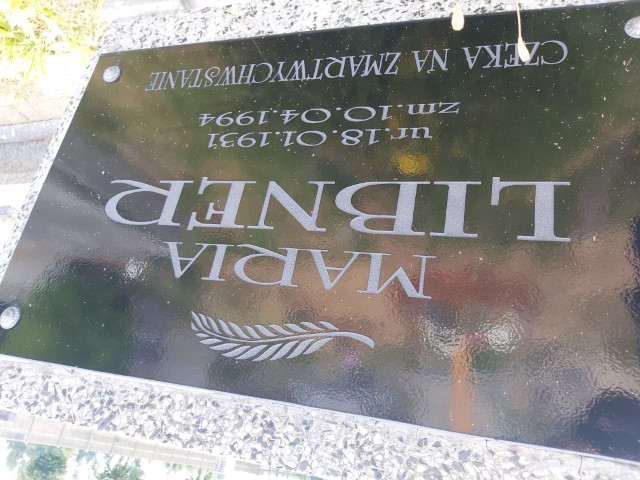 MARIA
LIBNER
ur.18.01.1931
zm.10.04.1994
CZEKA NA ZMARTWYCHWSTANIE